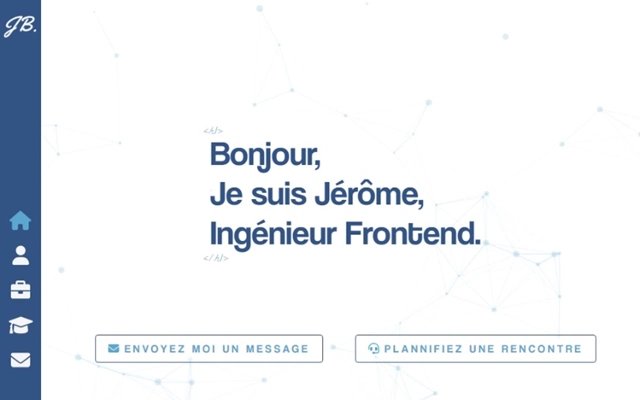 JB.
<h1>
Bonjour,
Je suis Jérôme,
Ingénieur Frontend.
</h1>
ENVOYEZ MOI UN MESSAGE
PLANNIFIEZ UNE RENCONTRE